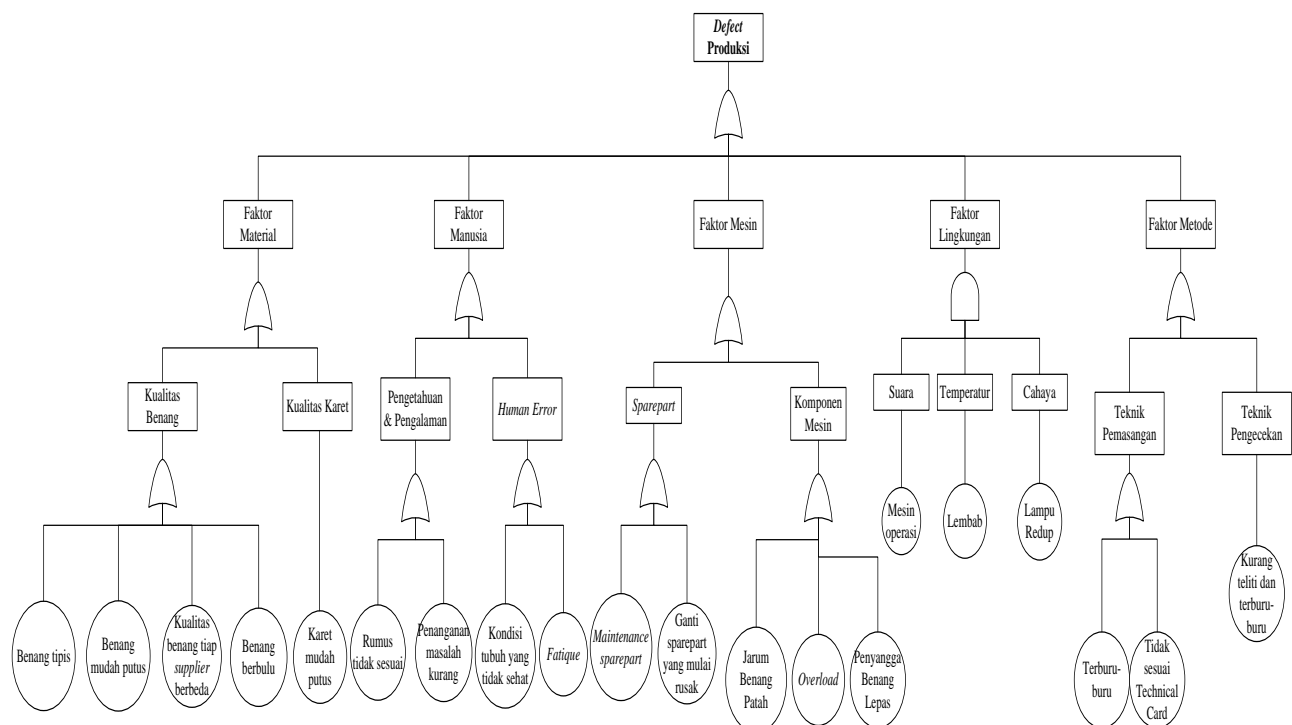 Defect
Produksi
Faktor
Material
Faktor
Manusia
Faktor Mesin
Faktor
Lingkungan
Faktor Metode
Kualitas
Benang
Kualitas Karet
Pengetahuan
& Pengalaman
Human Error
Sparepart
Komponen
Mesin
Suara
Temperatur
Cahaya
Teknik
Pemasangan
Teknik
Pengecekan
Benang tipis
Benang
mudah putus
Kualitas
benang tiap
supplier
berbeda
Benang
berbulu
Karet
mudah
putus
Rumus
tidak sesuai
Penanganan
masalah
kurang
Kondisi
tubuh yang
tidak sehat
Fatique
Maintenance
sparepart
Ganti
sparepart
yang mulai
rusak
Jarum
Benang
Patah
Overload
Penyangga
Benang
Lepas
Mesin
operasi
Lembab
Lampu
Redup
Terburu-
buru
Tidak
sesuai
Technical
Card
Kurang
teliti dan
terburu-
buru